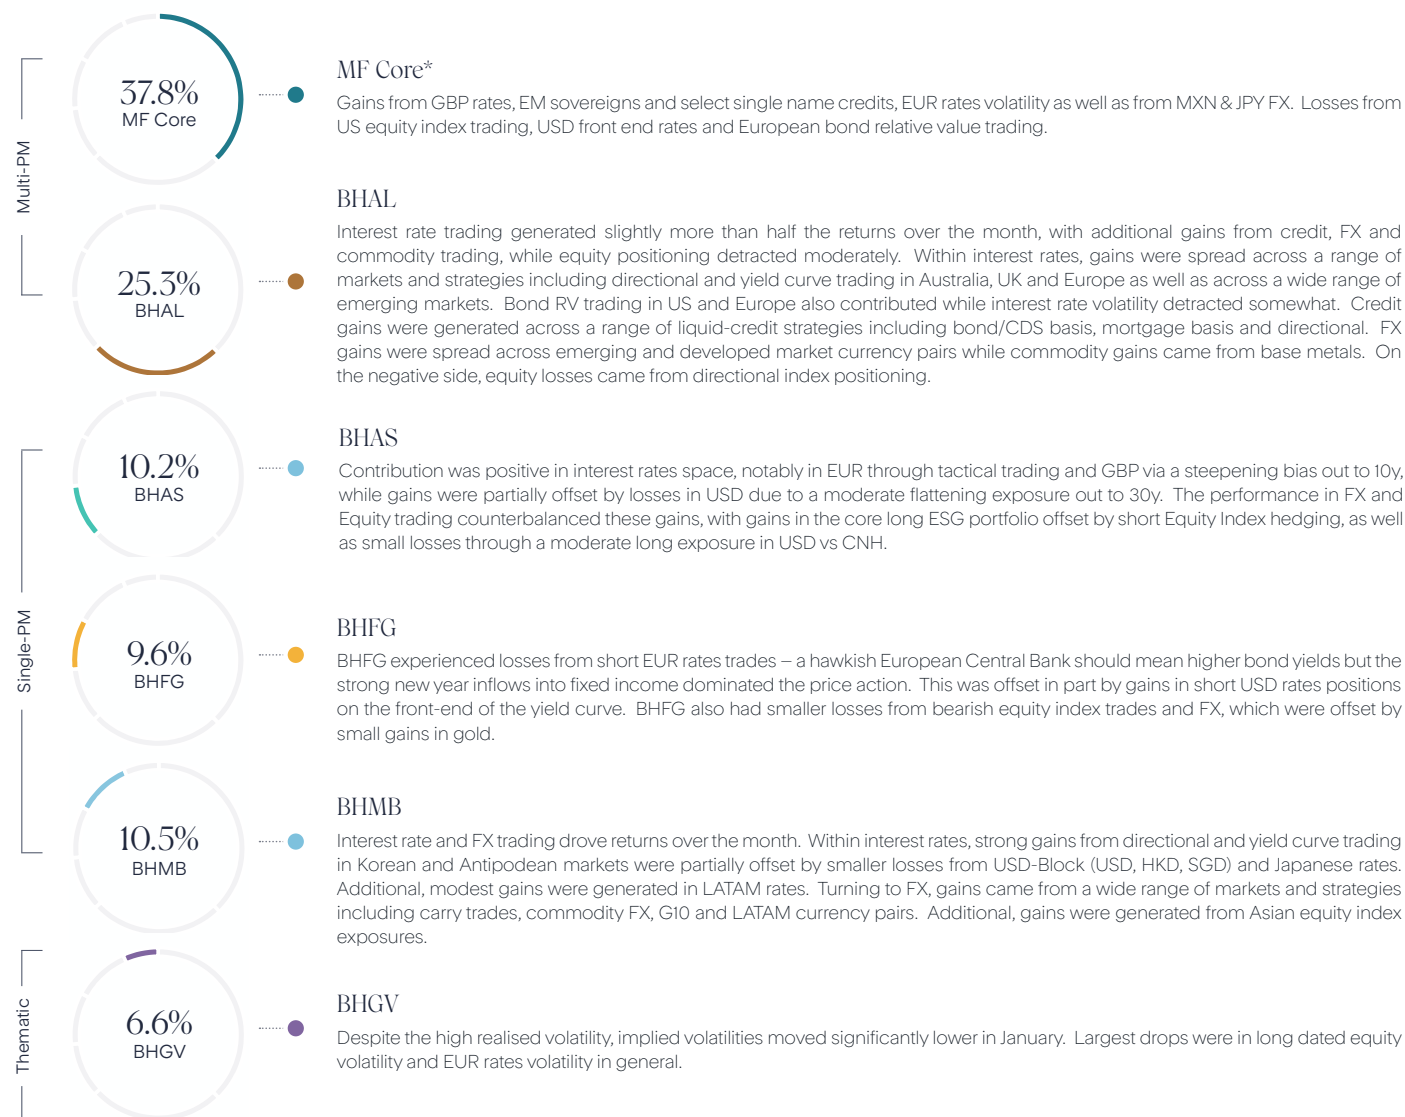 Multi-PM
37.8%
MF Core
MF Core*
Gains from GBP rates, EM sovereigns and select single name credits, EUR rates volatility as well as from MXN & JPY FX. Losses from
US equity index trading, USD front end rates and European bond relative value trading.
25.3%
BHAL
BHAL
Interest rate trading generated slightly more than half the returns over the month, with additional gains from credit, FX and
commodity trading, while equity positioning detracted moderately. Within interest rates, gains were spread across a range of
markets and strategies including directional and yield curve trading in Australia, UK and Europe as well as across a wide range of
emerging markets. Bond RV trading in US and Europe also contributed while interest rate volatility detracted somewhat. Credit
gains were generated across a range of liquid-credit strategies including bond/CDS basis, mortgage basis and directional. FX
gains were spread across emerging and developed market currency pairs while commodity gains came from base metals. On
the negative side, equity losses came from directional index positioning.
Single-PM
10.2%
BHAS
BHAS
Contribution was positive in interest rates space, notably in EUR through tactical trading and GBP via a steepening bias out to 10y,
while gains were partially offset by losses in USD due to a moderate flattening exposure out to 30y. The performance in FX and
Equity trading counterbalanced these gains, with gains in the core long ESG portfolio offset by short Equity Index hedging, as well
as small losses through a moderate long exposure in USD vs CNH.
9.6%
BHFG
BHFG
BHFG experienced losses from short EUR rates trades – a hawkish European Central Bank should mean higher bond yields but the
strong new year inflows into fixed income dominated the price action. This was offset in part by gains in short USD rates positions
on the front-end of the yield curve. BHFG also had smaller losses from bearish equity index trades and FX, which were offset by
small gains in gold.
10.5%
BHMB
BHMB
Interest rate and FX trading drove returns over the month. Within interest rates, strong gains from directional and yield curve trading
in Korean and Antipodean markets were partially offset by smaller losses from USD-Block (USD, HKD, SGD) and Japanese rates.
Additional, modest gains were generated in LATAM rates. Turning to FX, gains came from a wide range of markets and strategies
including carry trades, commodity FX, G10 and LATAM currency pairs. Additional, gains were generated from Asian equity index
exposures.
Thematic
6.6%
BHGV
BHGV
Despite the high realised volatility, implied volatilities moved significantly lower in January. Largest drops were in long dated equity
volatility and EUR rates volatility in general.